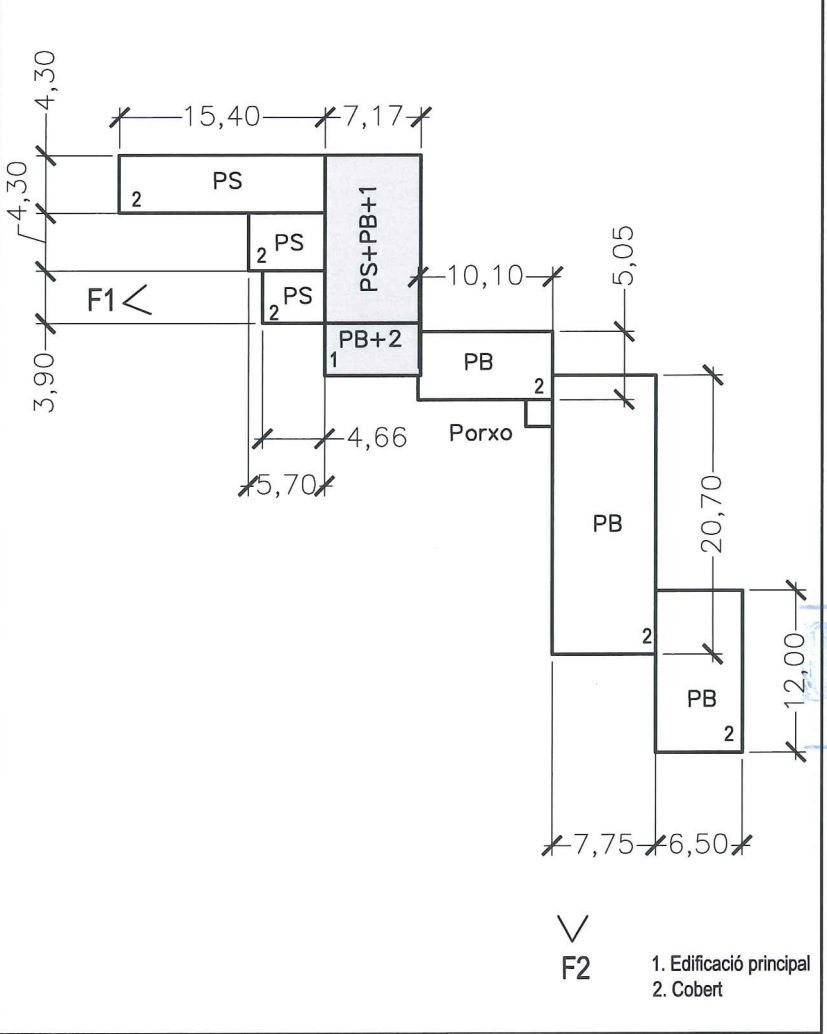 4,30
15,40
7,17
4,30
PS
2
PS+PB+1
PS
2
5,05
10,10
F1
PS
2
PB+2
1
PB
2
3,90
Porxo
4,66
5,70
20,70
PB
2
12,00
PB
2
7,75
6,50
F2
1. Edificació principal
2. Cobert